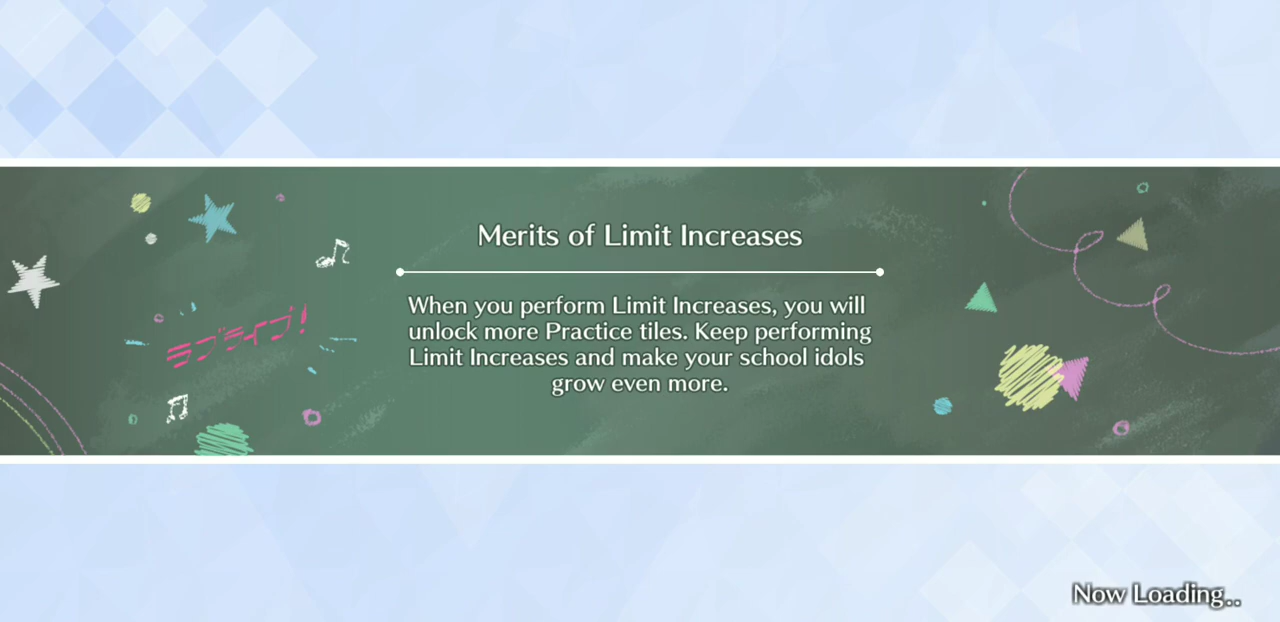 Merits of Limit Increases
ラブライブ!
When you perform Limit Increases, you will
unlock more Practice tiles. Keep performing
Limit Increases and make your school idols
grow even more.
Now Loading..